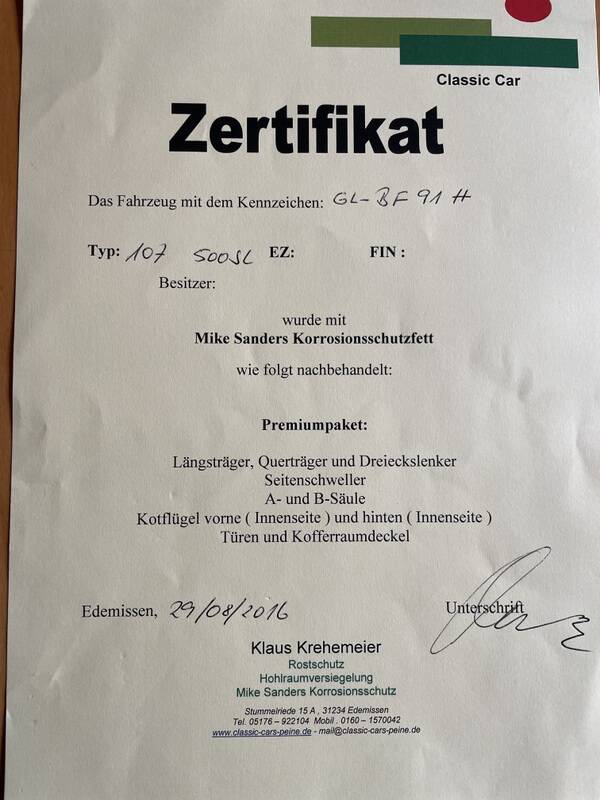 Classic Car
Zertifikat
Das Fahrzeug mit dem Kennzeichen: GL-BF 91 H
Typ: 107 500SL EZ: FIN :
Besitzer:
wurde mit
Mike Sanders Korrosionsschutzfett
wie folgt nachbehandelt:
Premiumpaket:
Längsträger, Querträger und Dreieckslenker
Seitenschweller
A- und B-Säule
Kotflügel vorne ( Innenseite ) und hinten ( Innenseite )
Türen und Kofferraumdeckel
Edemissen, 29/08/2016 Unterschrift
Klaus Krehemeier
Rostschutz
Hohlraumversiegelung
Mike Sanders Korrosionsschutz
Stummelriede 15 A , 31234 Edemissen
Tel. 05176 – 922104 Mobil . 0160 – 1570042
www.classic-cars-peine.de - mail@classic-cars-peine.de